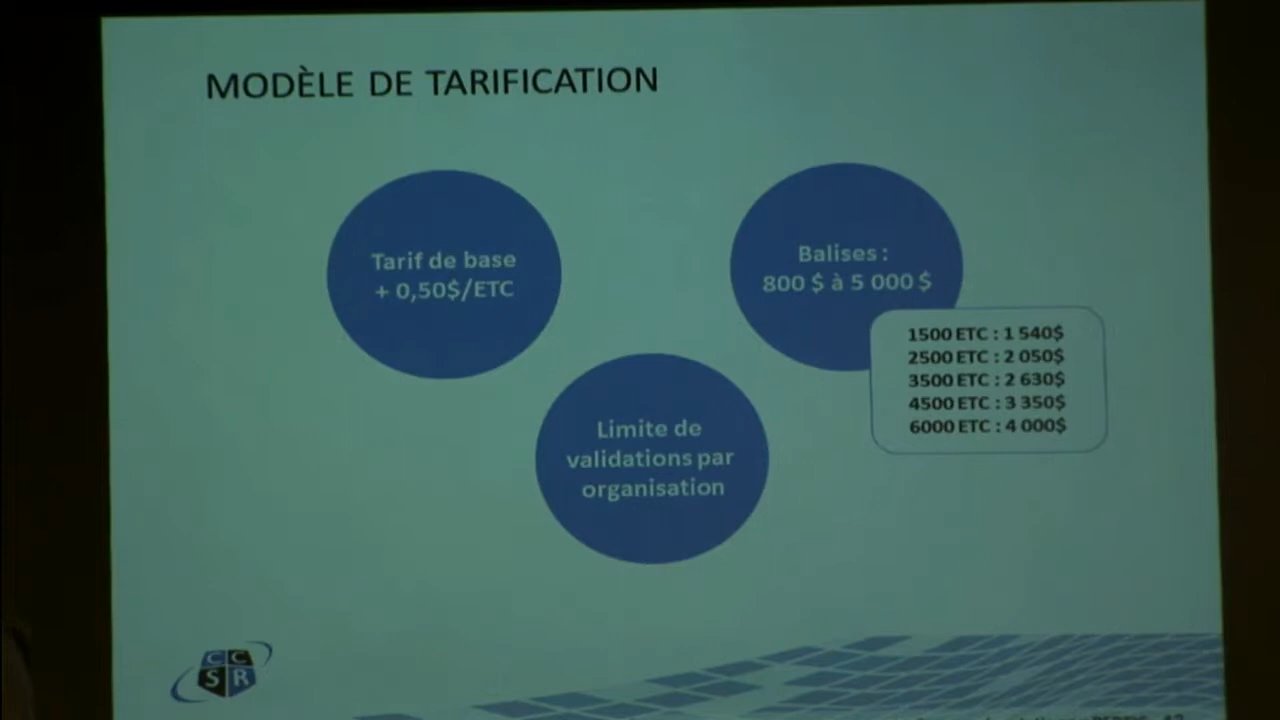 MODÈLE DE TARIFICATION
Tarif de base
+ 0,50$/ETC
Balises :
800 $ à 5 000 $
1500 ETC : 1 540$
2500 ETC : 2 050$
3500 ETC : 2 630$
4500 ETC : 3 350$
6000 ETC : 4 000$
Limite de
validations par
organisation
C C
S R